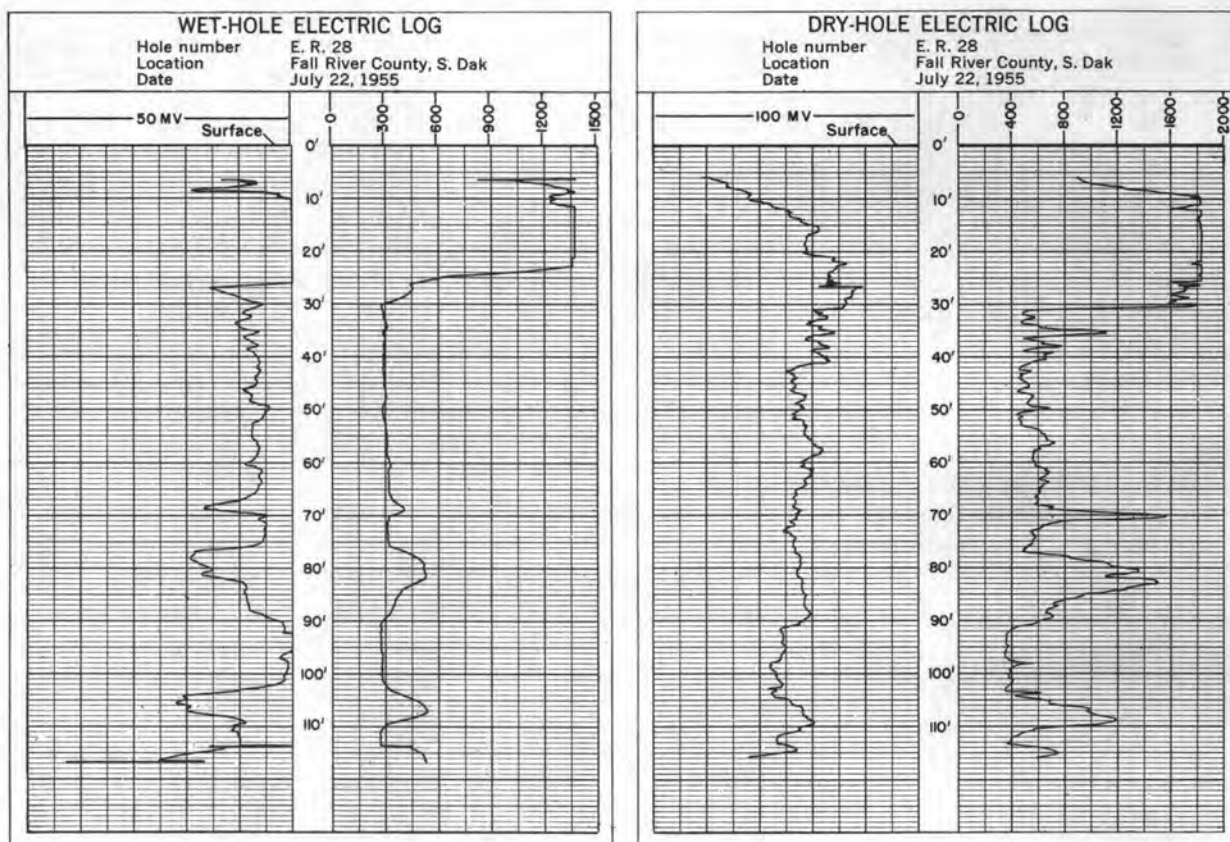 WET-HOLE ELECTRIC LOG
Hole number E. R. 28
Location Fall River County, S. Dak
Date July 22, 1955
0 300 600 900 1200 1500
50 MV
Surface
0'
10'
20'
30'
40'
50'
60'
70'
80'
90'
100'
110'
DRY-HOLE ELECTRIC LOG
Hole number E. R. 28
Location Fall River County, S. Dak
Date July 22, 1955
0 400 800 1200 1600 2000
100 MV
Surface
0'
10'
20'
30'
40'
50'
60'
70'
80'
90'
100'
110'